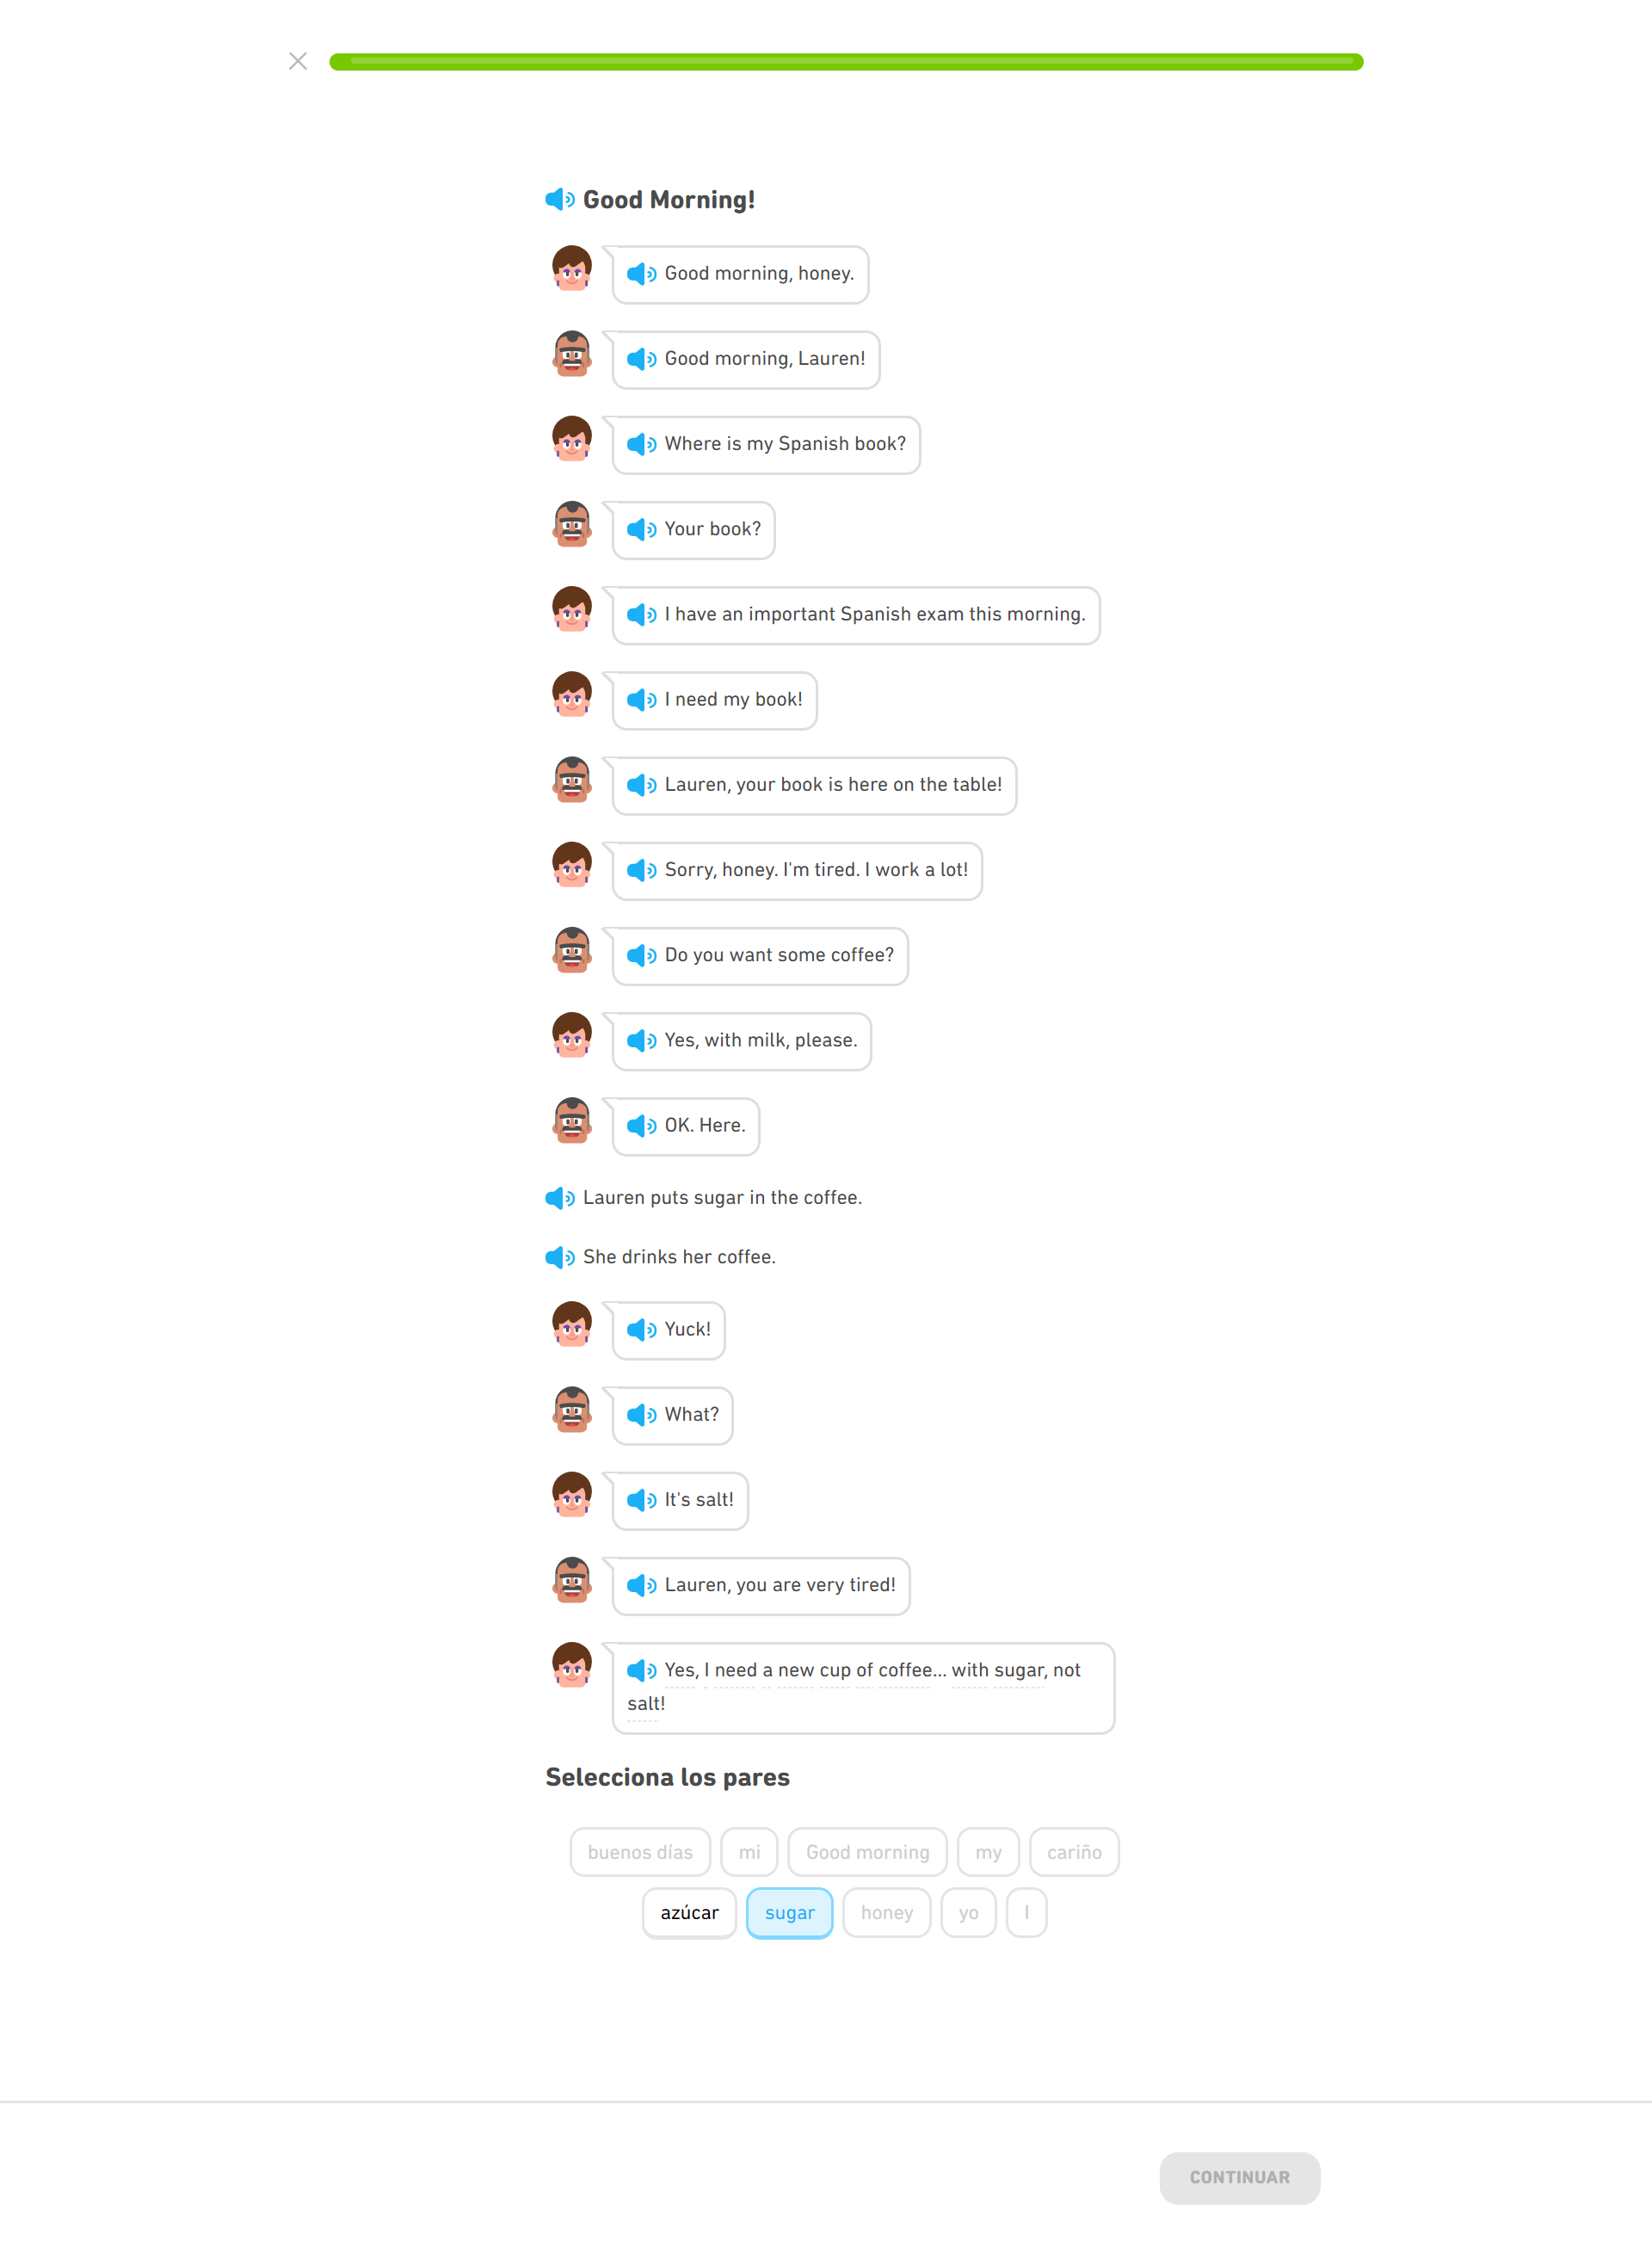 Good Morning!
Good morning, honey.
Good morning, Lauren!
Where is my Spanish book?
Your book?
I have an important Spanish exam this morning.
I need my book!
Lauren, your book is here on the table!
Sorry, honey. I'm tired. I work a lot!
Do you want some coffee?
Yes, with milk, please.
OK. Here.
Lauren puts sugar in the coffee.
She drinks her coffee.
Yuck!
What?
It's salt!
Lauren, you are very tired!
Yes, I need a new cup of coffee... with sugar, not
salt!
Selecciona los pares
buenos días mi Good morning my cariño
azúcar sugar honey yo I
CONTINUAR